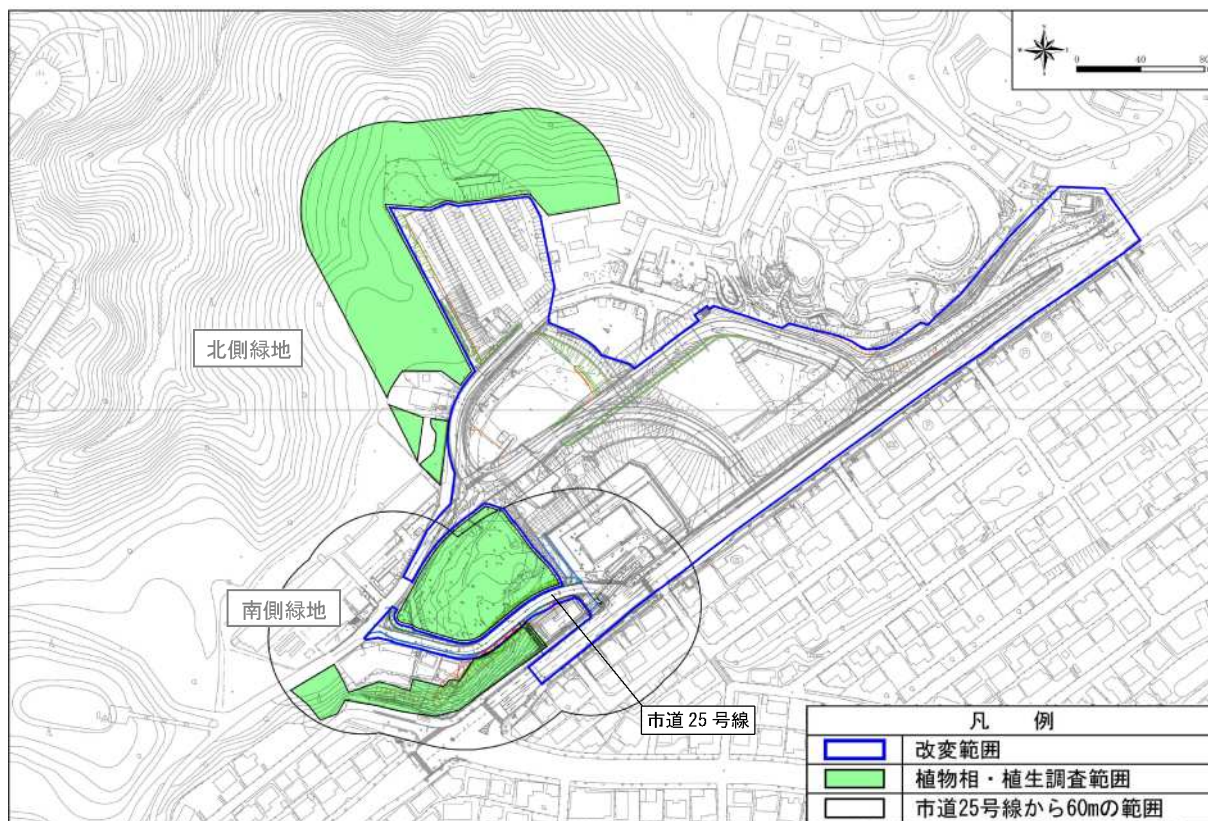 0 40 80
北側緑地
南側緑地
市道25号線
凡 例
改変範囲
植物相・植生調査範囲
市道25号線から60mの範囲